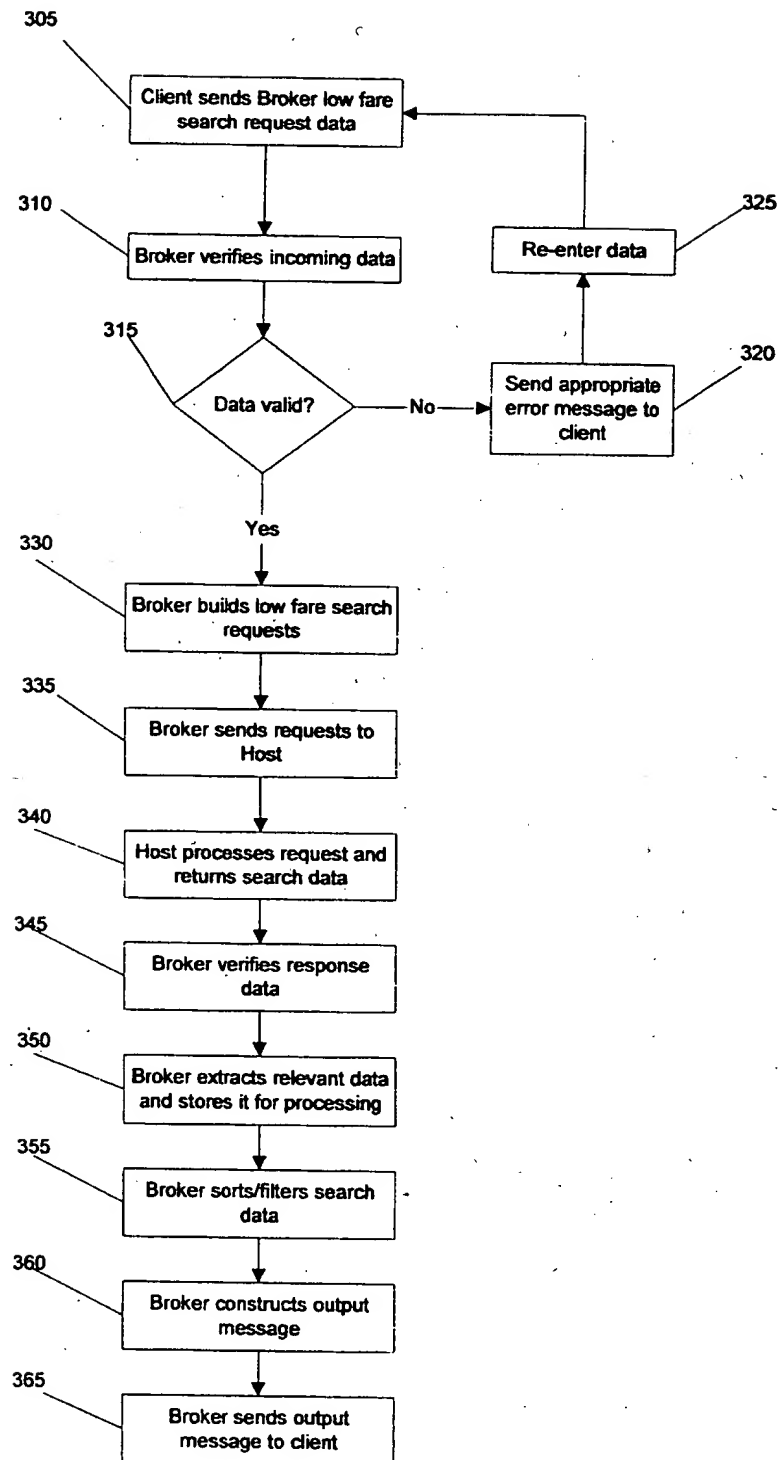 305
Client sends Broker low fare
search request data
310
Broker verifies incoming data
325
Re-enter data
315
Data valid?
No
320
Send appropriate
error message to
client
Yes
330
Broker builds low fare search
requests
335
Broker sends requests to
Host
340
Host processes request and
returns search data
345
Broker verifies response
data
350
Broker extracts relevant data
and stores it for processing
355
Broker sorts/filters search
data
360
Broker constructs output
message
365
Broker sends output
message to client